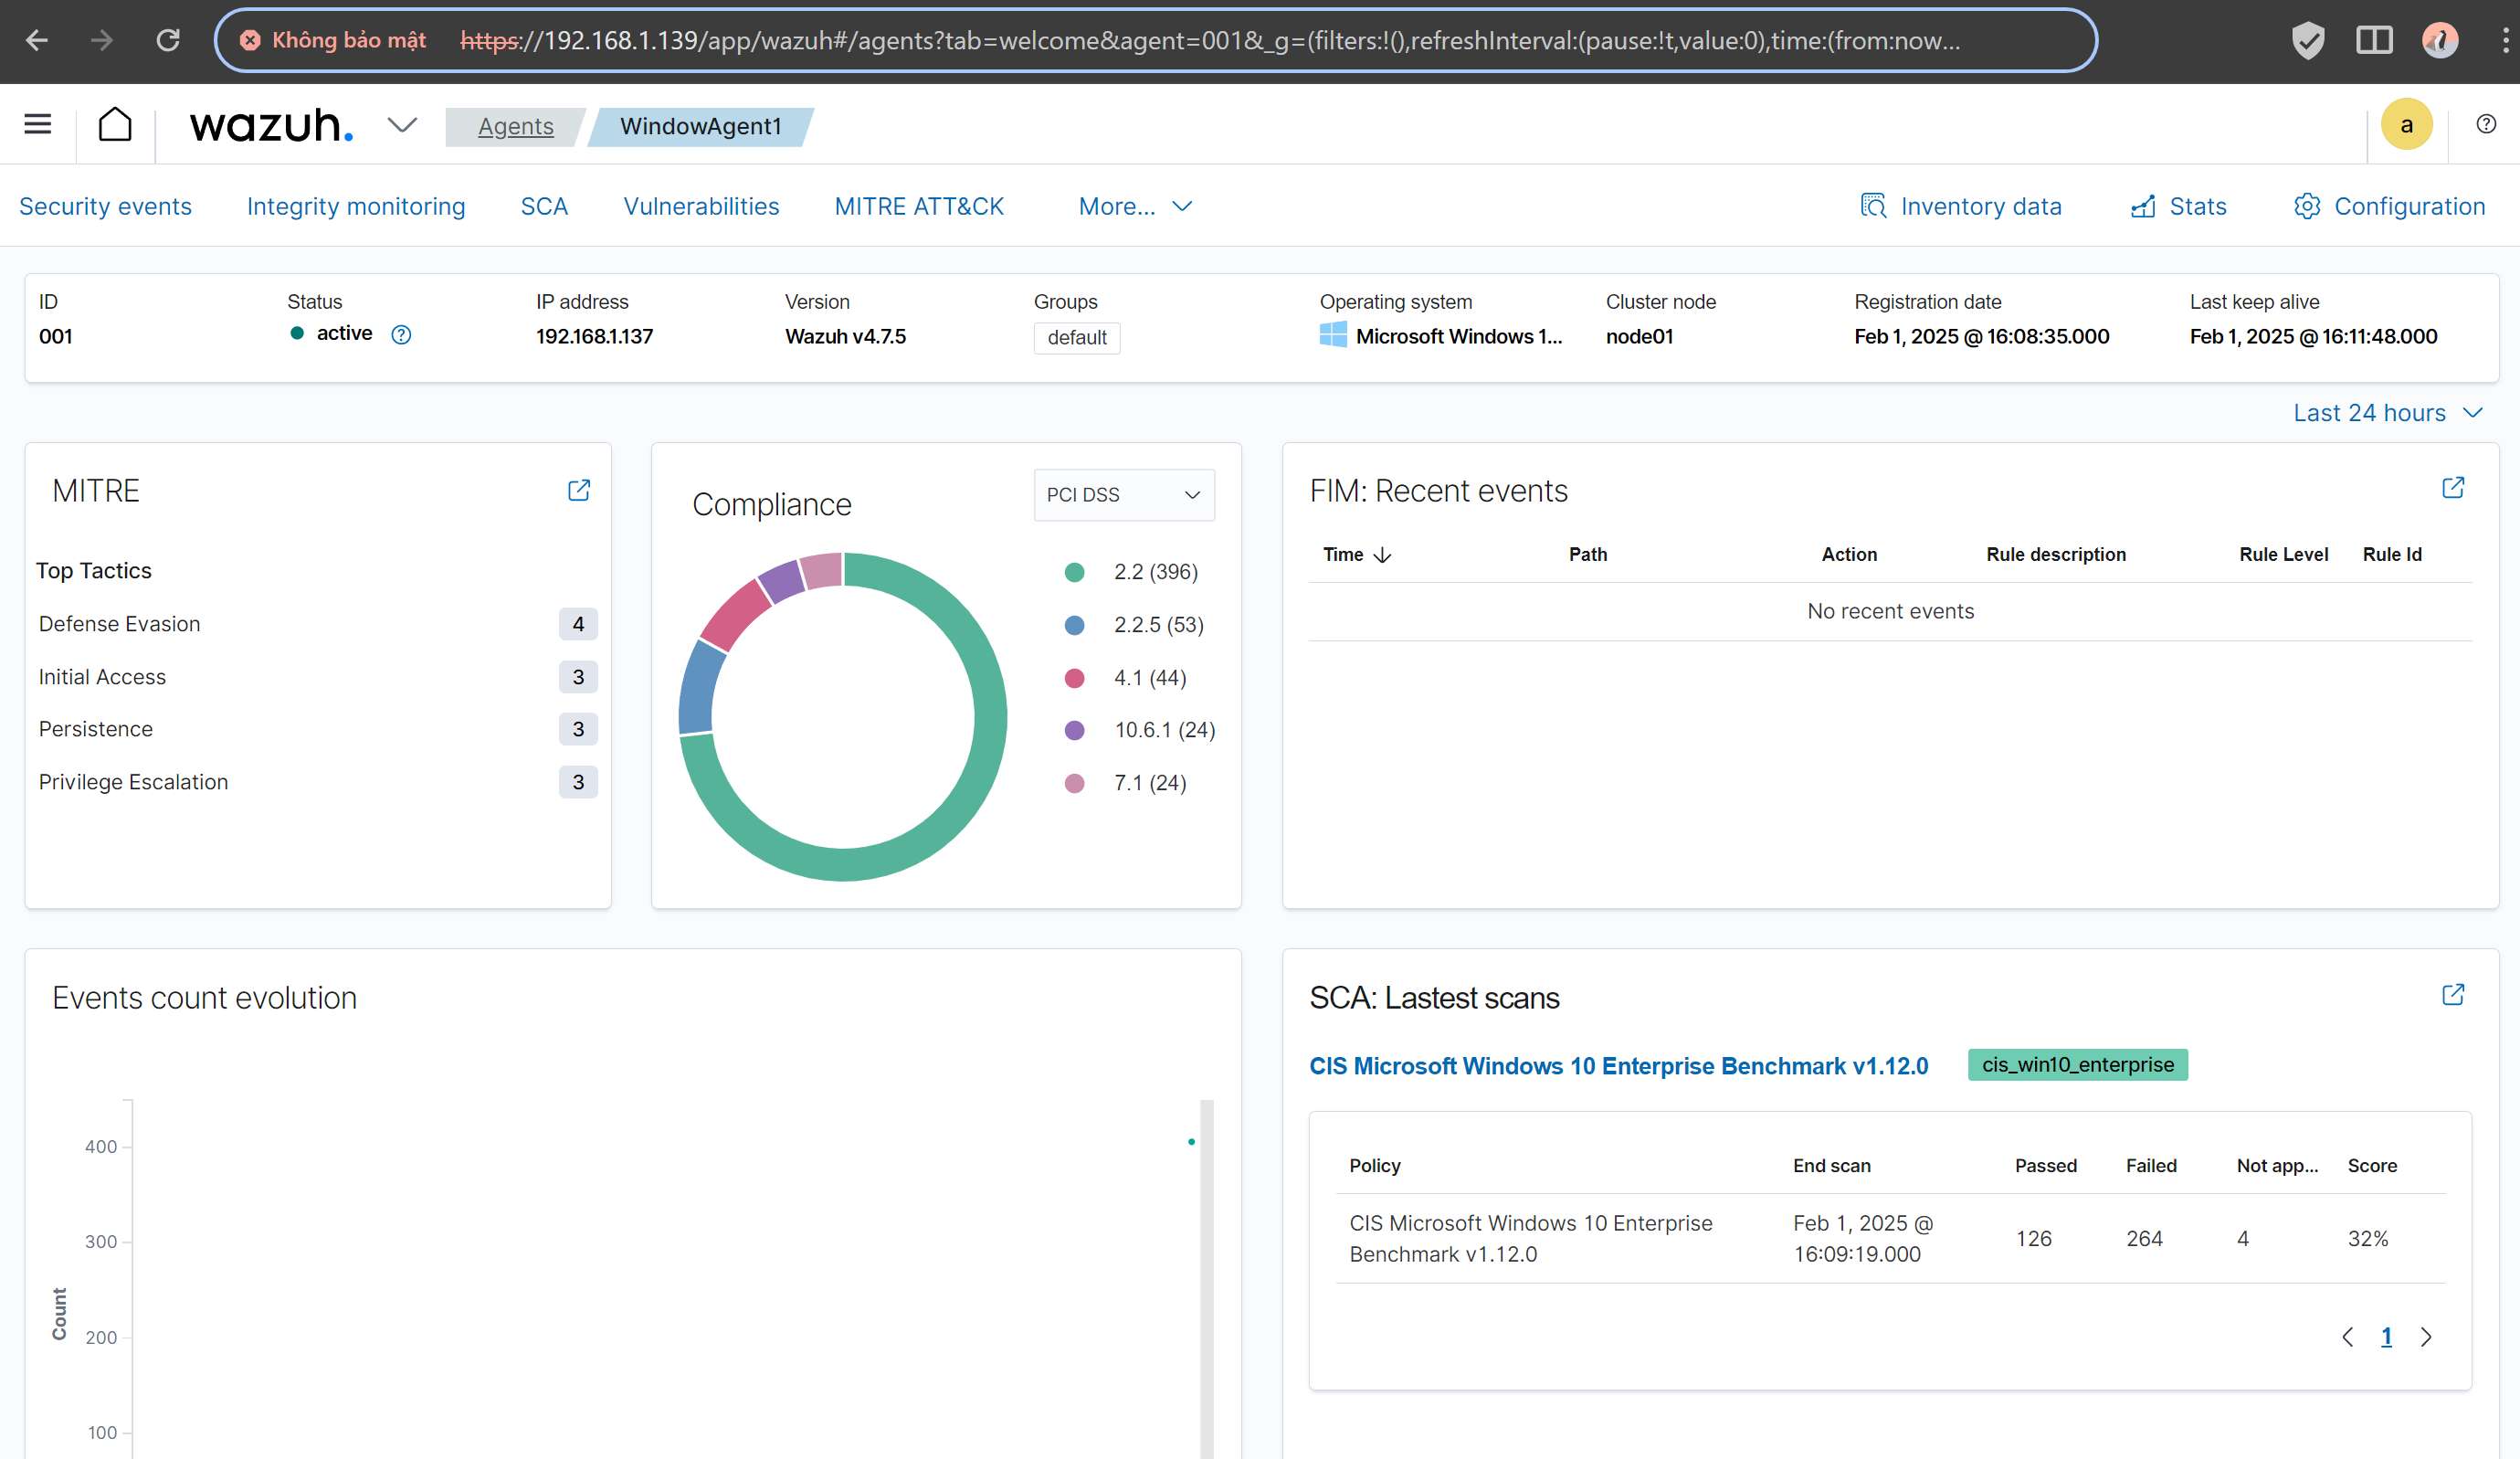 Không bảo mật https://192.168.1.139/app/wazuh#/agents?tab=welcome&agent=001&_g=(filters:!(),refreshInterval:(pause:!t,value:0),time:(from:now...
wazuh. Agents WindowAgent1 a
Security events Integrity monitoring SCA Vulnerabilities MITRE ATT&CK More... Inventory data Stats Configuration
ID Status IP address Version Groups Operating system Cluster node Registration date Last keep alive
001 active 192.168.1.137 Wazuh v4.7.5 default Microsoft Windows 1... node01 Feb 1, 2025 @ 16:08:35.000 Feb 1, 2025 @ 16:11:48.000
Last 24 hours
MITRE
Top Tactics
Defense Evasion 4
Initial Access 3
Persistence 3
Privilege Escalation 3
Compliance PCI DSS
2.2 (396)
2.2.5 (53)
4.1 (44)
10.6.1 (24)
7.1 (24)
FIM: Recent events
Time Path Action Rule description Rule Level Rule Id
No recent events
Events count evolution
400
300
200
100
Count
SCA: Lastest scans
CIS Microsoft Windows 10 Enterprise Benchmark v1.12.0 cis_win10_enterprise
Policy End scan Passed Failed Not app... Score
CIS Microsoft Windows 10 Enterprise Feb 1, 2025 @ 126 264 4 32%
Benchmark v1.12.0 16:09:19.000
1